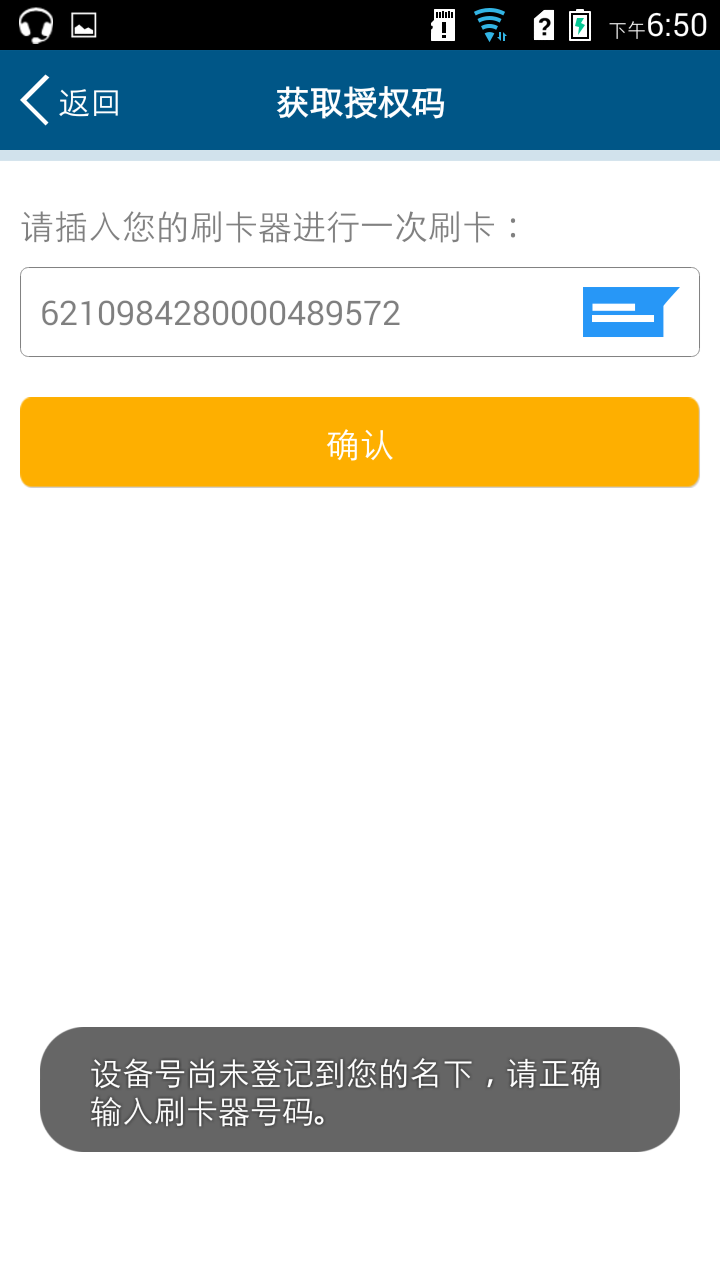 下午6:50
返回
获取授权码
请插入您的刷卡器进行一次刷卡：
6210984280000489572
确认
设备号尚未登记到您的名下，请正确
输入刷卡器号码。